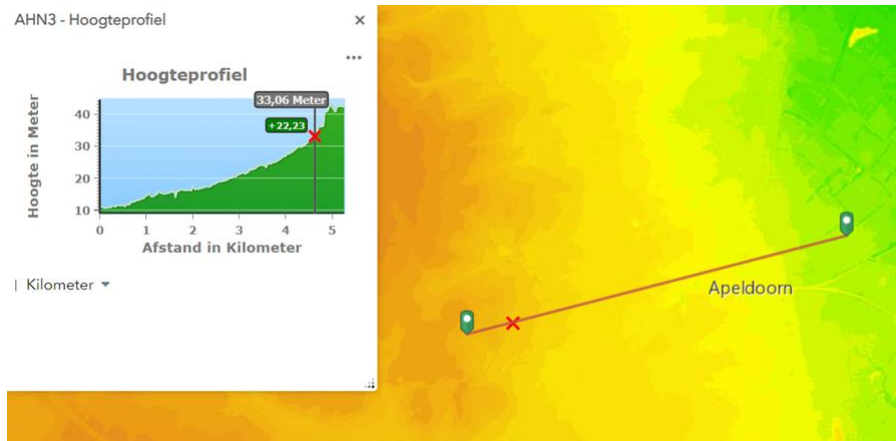 AHN3 - Hoogteprofiel
Hoogteprofiel
33,06 Meter
+22,23
Hoogte in Meter
40
30
20
10
0 1 2 3 4 5
Afstand in Kilometer
| Kilometer
Apeldoorn